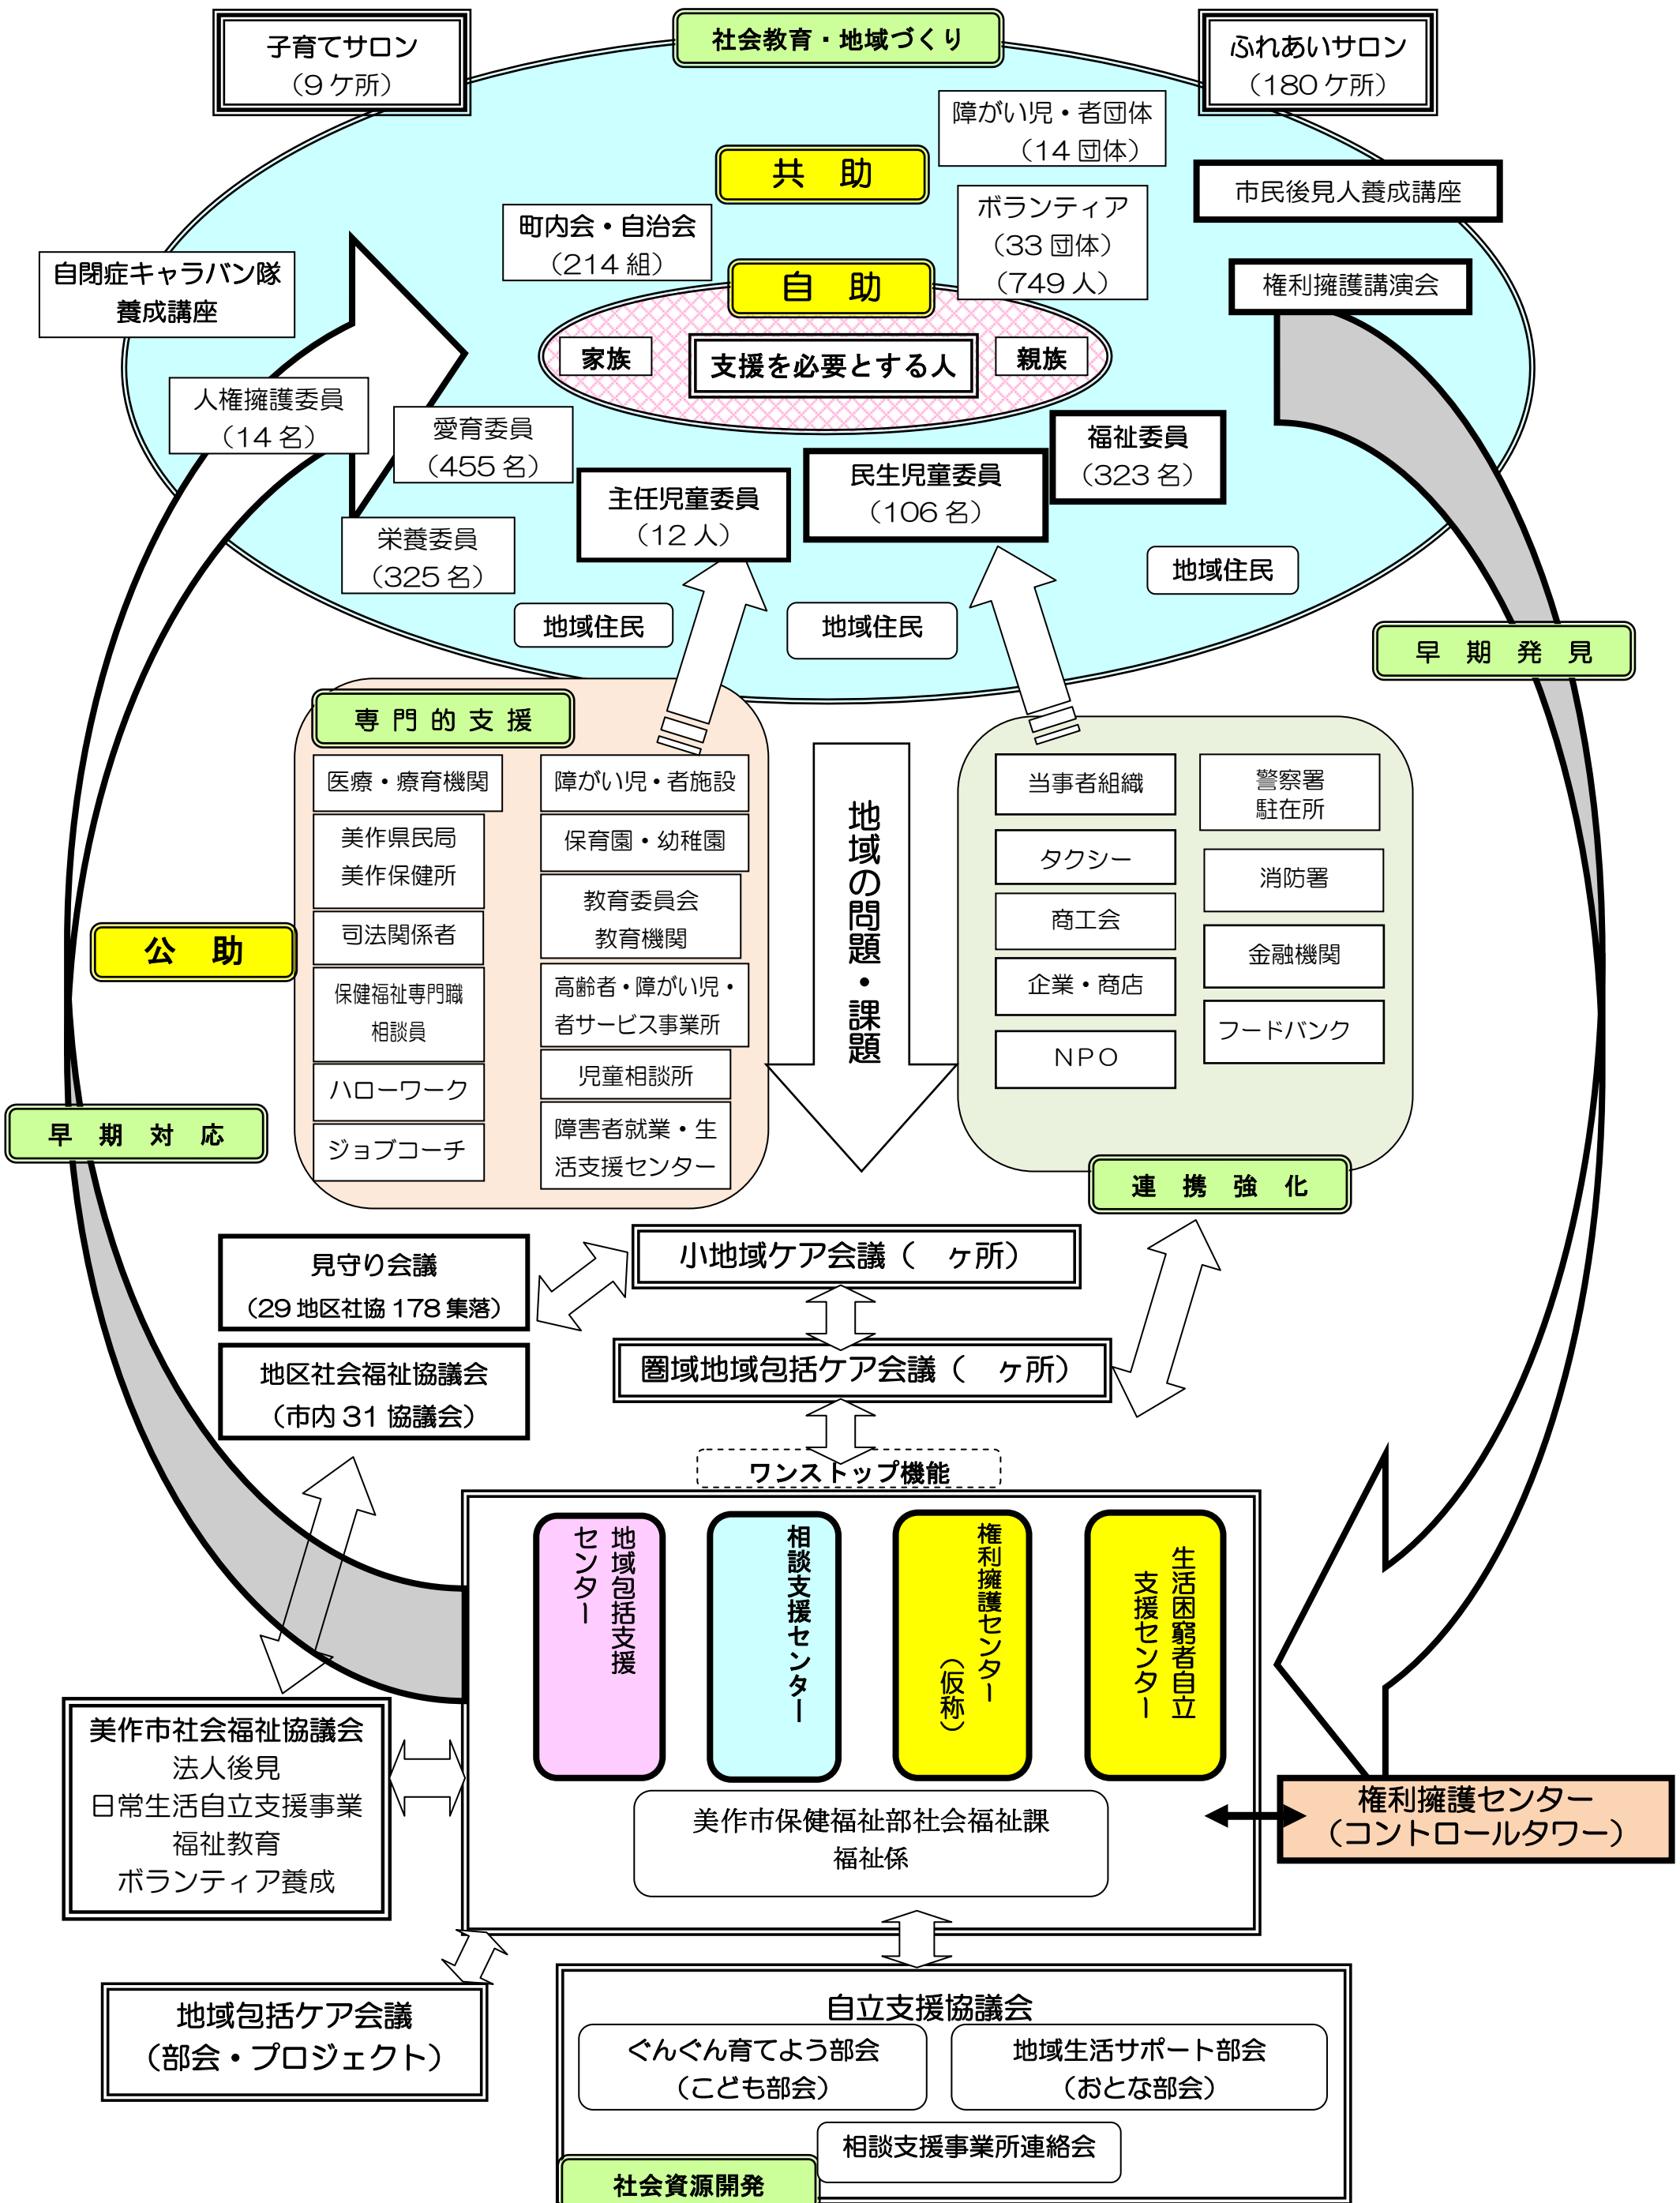 子育てサロン
（9ケ所）
社会教育・地域づくり
ふれあいサロン
（180ケ所）
障がい児・者団体
（14団体）
共　助
市民後見人養成講座
町内会・自治会
（214組）
ボランティア
（33団体）
（749人）
自閉症キャラバン隊
養成講座
自　助
権利擁護講演会
家族
支援を必要とする人
親族
人権擁護委員
（14名）
愛育委員
（455名）
福祉委員
（323名）
主任児童委員
（12人）
民生児童委員
（106名）
栄養委員
（325名）
地域住民
地域住民
地域住民
早　期　発　見
専 門 的 支 援
医療・療育機関
美作県民局
美作保健所
司法関係者
保健福祉専門職
相談員
ハローワーク
ジョブコーチ
障がい児・者施設
保育園・幼稚園
教育委員会
教育機関
高齢者・障がい児・
者サービス事業所
児童相談所
障害者就業・生
活支援センター
公　助
早　期　対　応
地域の問題・課題
当事者組織
タクシー
商工会
企業・商店
ＮＰＯ
警察署
駐在所
消防署
金融機関
フードバンク
連　携　強　化
見守り会議
（29地区社協178集落）
小地域ケア会議（　ヶ所）
地区社会福祉協議会
（市内31協議会）
圏域地域包括ケア会議（　ヶ所）
ワンストップ機能
地域包括支援
センター
相談支援センター
権利擁護センター
（仮称）
生活困窮者自立
支援センター
美作市保健福祉部社会福祉課
福祉係
美作市社会福祉協議会
法人後見
日常生活自立支援事業
福祉教育
ボランティア養成
権利擁護センター
（コントロールタワー）
地域包括ケア会議
（部会・プロジェクト）
自立支援協議会
ぐんぐん育てよう部会
（こども部会）
地域生活サポート部会
（おとな部会）
相談支援事業所連絡会
社会資源開発